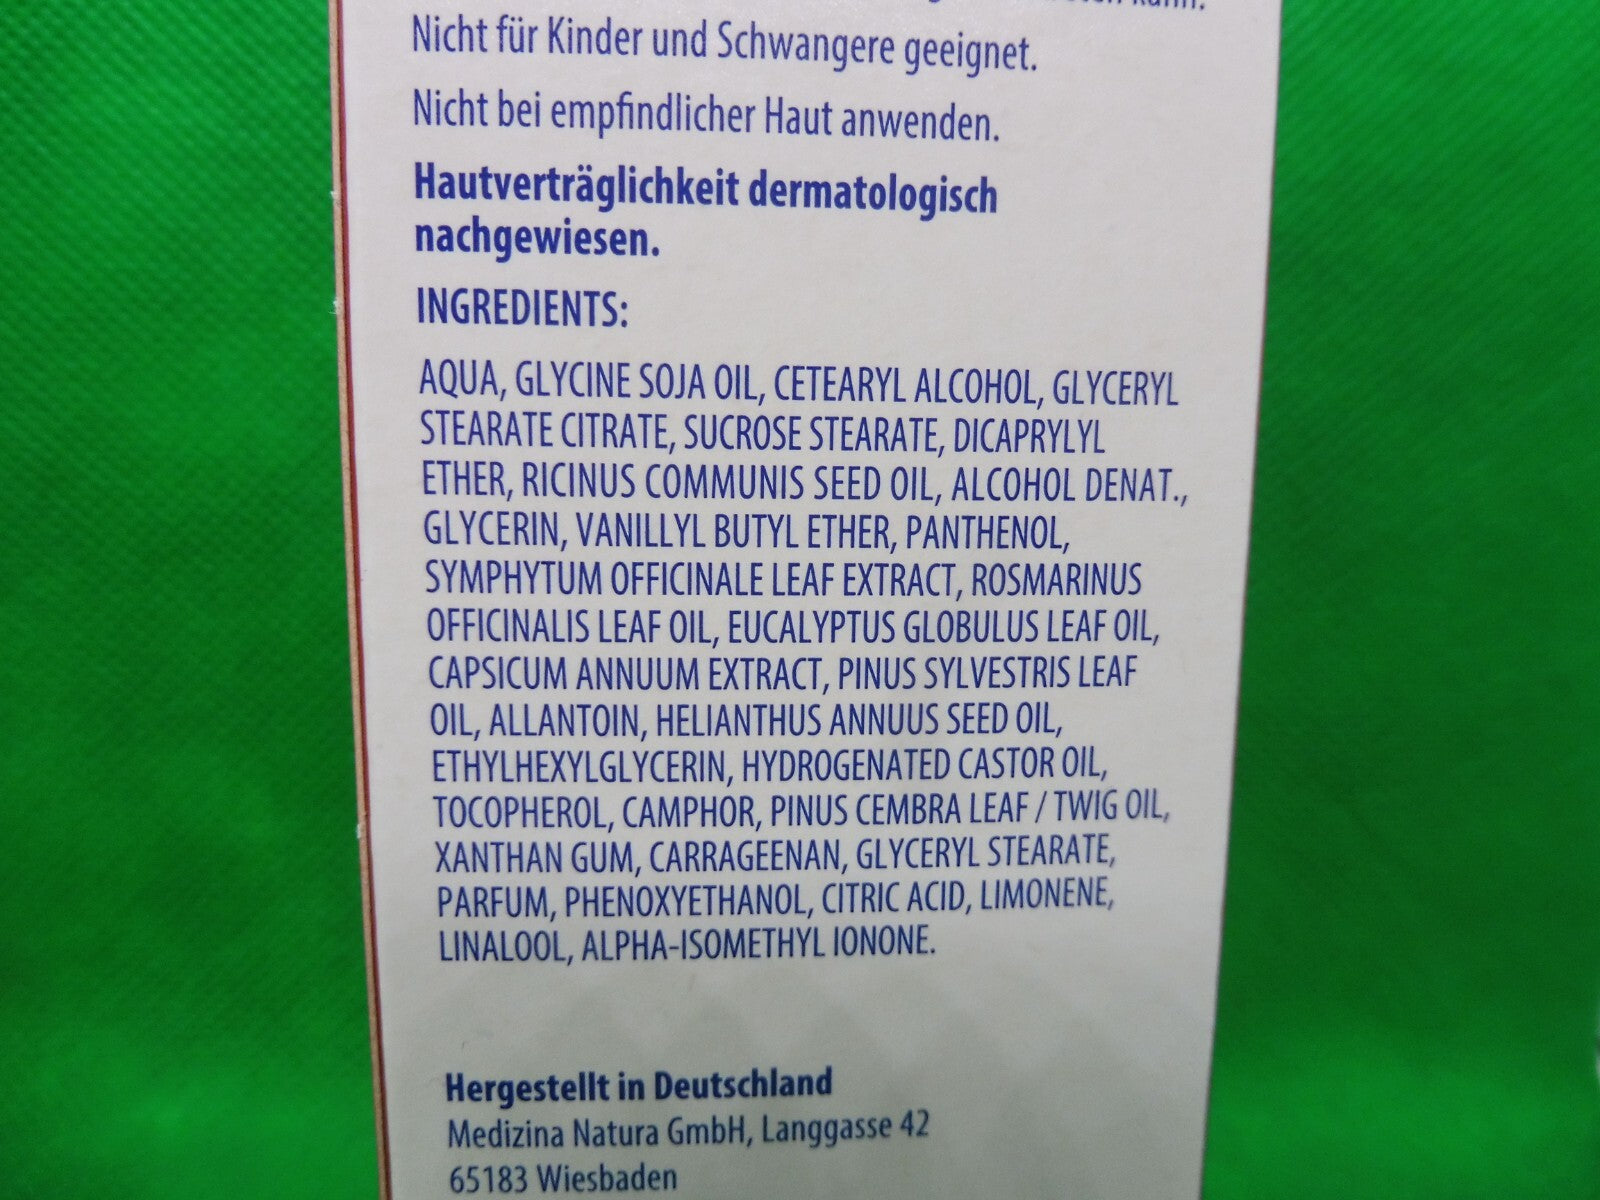 kann.
Nicht für Kinder und Schwangere geeignet.
Nicht bei empfindlicher Haut anwenden.
Hautverträglichkeit dermatologisch
nachgewiesen.
INGREDIENTS:
AQUA, GLYCINE SOJA OIL, CETEARYL ALCOHOL, GLYCERYL
STEARATE CITRATE, SUCROSE STEARATE, DICAPRYLYL
ETHER, RICINUS COMMUNIS SEED OIL, ALCOHOL DENAT.,
GLYCERIN, VANILLYL BUTYL ETHER, PANTHENOL,
SYMPHYTUM OFFICINALE LEAF EXTRACT, ROSMARINUS
OFFICINALIS LEAF OIL, EUCALYPTUS GLOBULUS LEAF OIL,
CAPSICUM ANNUUM EXTRACT, PINUS SYLVESTRIS LEAF
OIL, ALLANTOIN, HELIANTHUS ANNUUS SEED OIL,
ETHYLHEXYLGLYCERIN, HYDROGENATED CASTOR OIL,
TOCOPHEROL, CAMPHOR, PINUS CEMBRA LEAF / TWIG OIL,
XANTHAN GUM, CARRAGEENAN, GLYCERYL STEARATE,
PARFUM, PHENOXYETHANOL, CITRIC ACID, LIMONENE,
LINALOOL, ALPHA-ISOMETHYL IONONE.
Hergestellt in Deutschland
Medizina Natura GmbH, Langgasse 42
65183 Wiesbaden